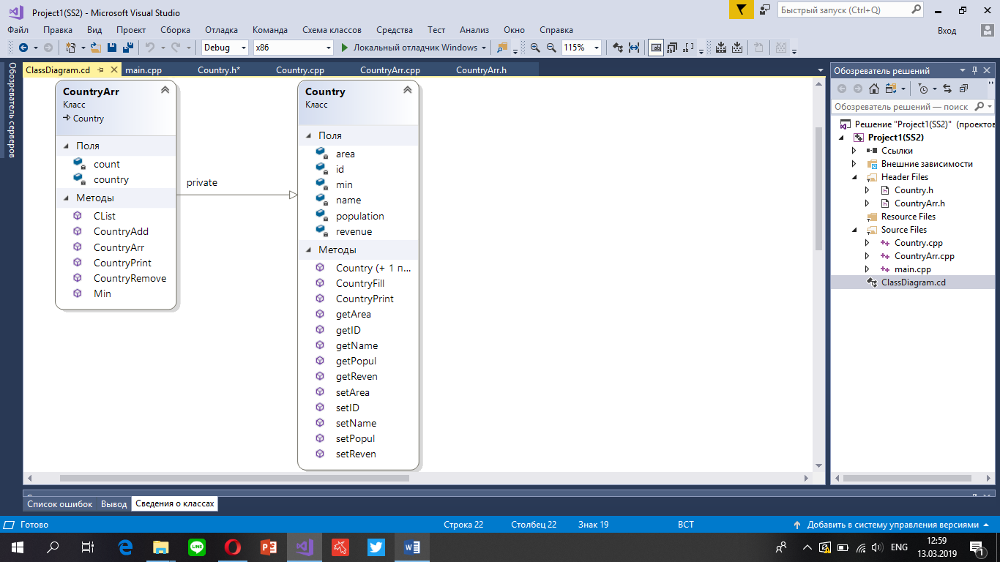 Project1(SS2) - Microsoft Visual Studio
Быстрый запуск (Ctrl+Q)
Файл Правка Вид Проект Сборка Отладка Команда Схема классов Средства Тест Анализ Окно Справка
Вход
Debug x86 Локальный отладчик Windows 115%
Обозреватель серверов
ClassDiagram.cd main.cpp Country.h* Country.cpp CountryArr.cpp CountryArr.h
CountryArr
Класс
Country
Поля
count
country
Методы
CList
CountryAdd
CountryArr
CountryPrint
CountryRemove
Min
private
Country
Класс
Поля
area
id
min
name
population
revenue
Методы
Country (+ 1 п...
CountryFill
CountryPrint
getArea
getID
getName
getPopul
getReven
setArea
setID
setName
setPopul
setReven
Обозреватель решений
Обозреватель решений — поиск
Решение "Project1(SS2)" (проектов
Project1(SS2)
Ссылки
Внешние зависимости
Header Files
Country.h
CountryArr.h
Resource Files
Source Files
Country.cpp
CountryArr.cpp
main.cpp
ClassDiagram.cd
Список ошибок Вывод Сведения о классах
Готово Строка 22 Столбец 22 Знак 19 ВСТ Добавить в систему управления версиями
LINE
ENG
12:59
13.03.2019
1